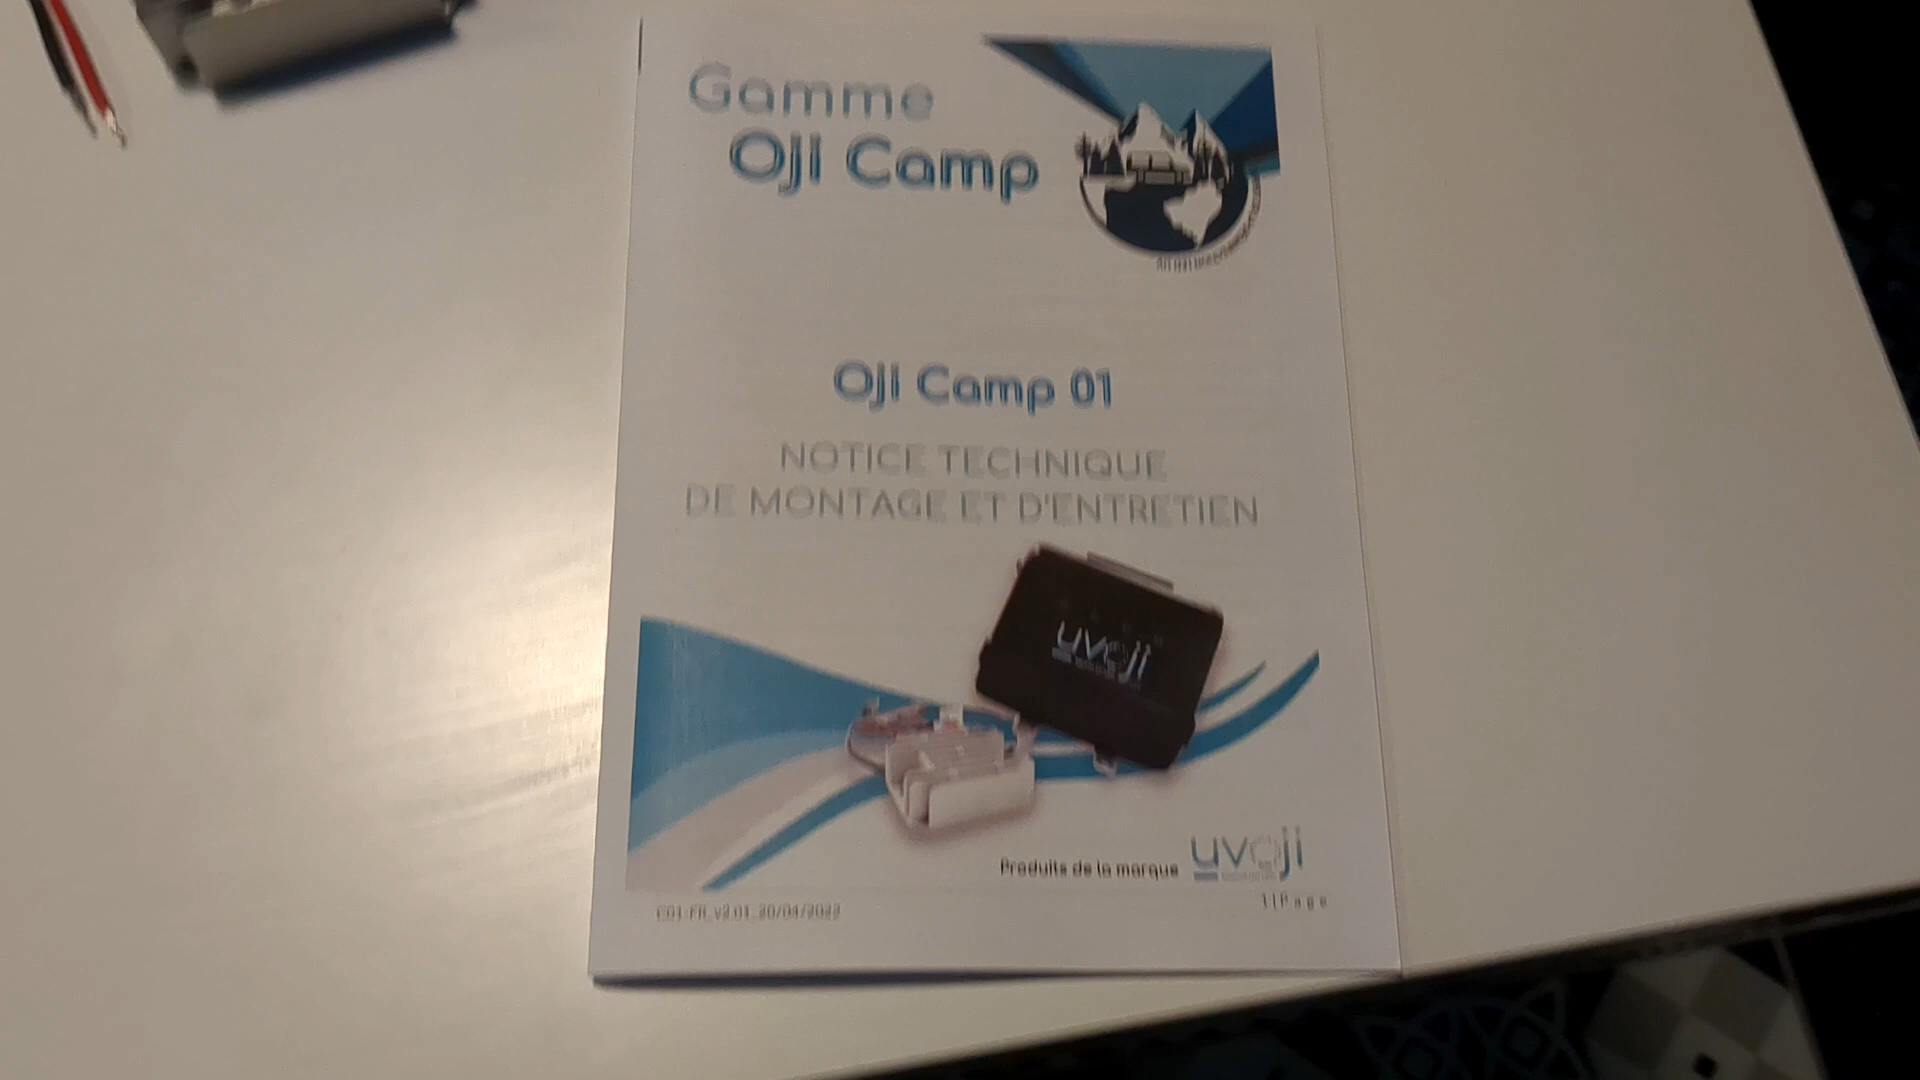 Gamme
Oji Camp
Oji Camp 01
NOTICE TECHNIQUE
DE MONTAGE ET D'ENTRETIEN
uvoji
Produits de la marque uvoji
1 | Page